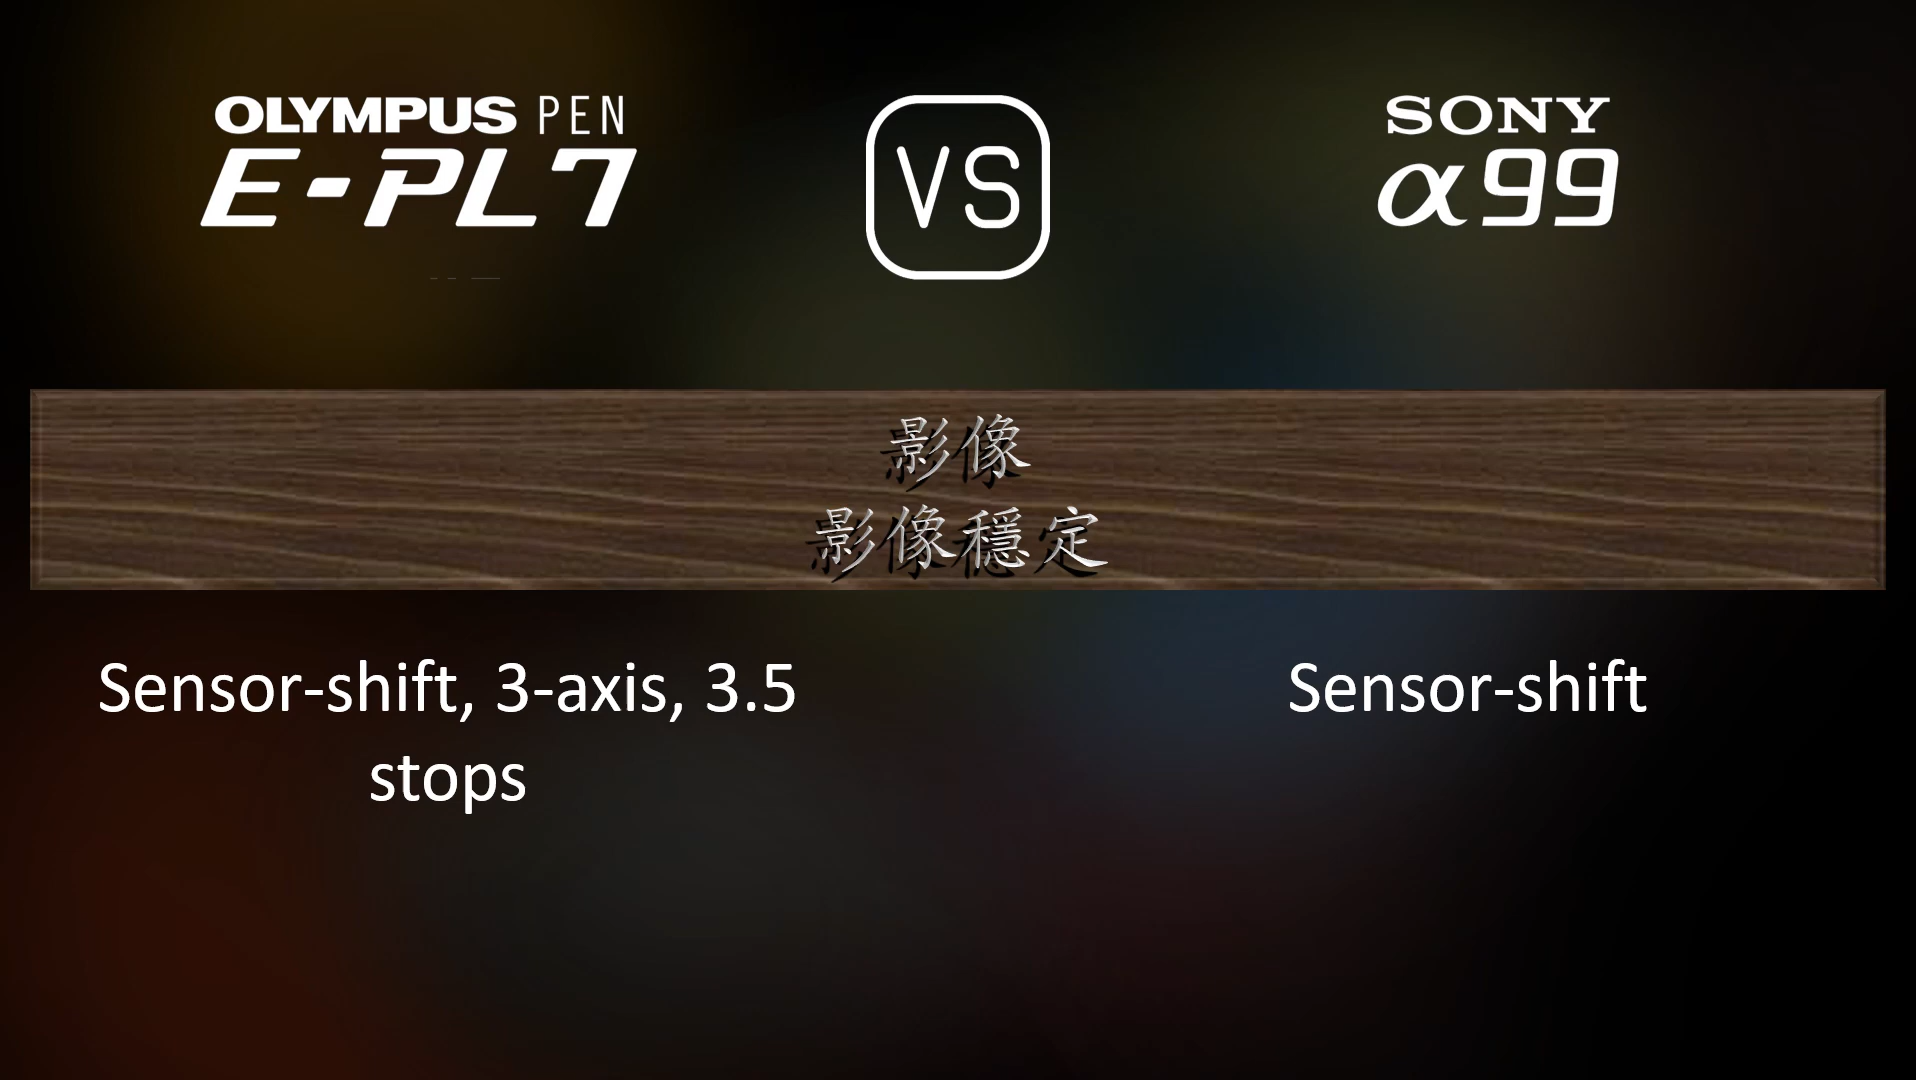 OLYMPUS PEN
E-PL7
VS
SONY
α99
影像
影像穩定
Sensor-shift, 3-axis, 3.5
stops
Sensor-shift